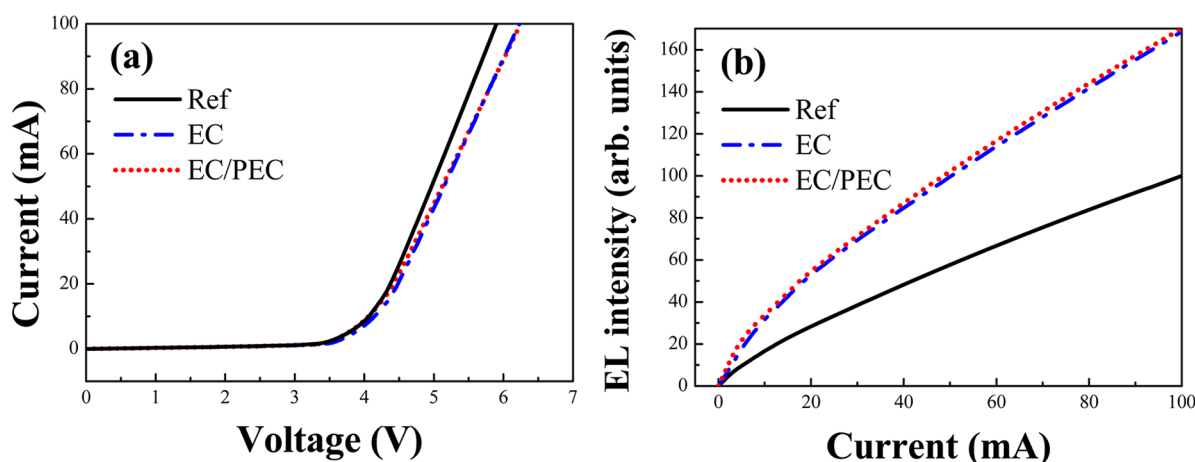 (a)
Ref
EC
EC/PEC
Current (mA)
100
80
60
40
20
0
0 1 2 3 4 5 6 7
Voltage (V)
(b)
Ref
EC
EC/PEC
EL intensity (arb. units)
160
140
120
100
80
60
40
20
0
0 20 40 60 80 100
Current (mA)